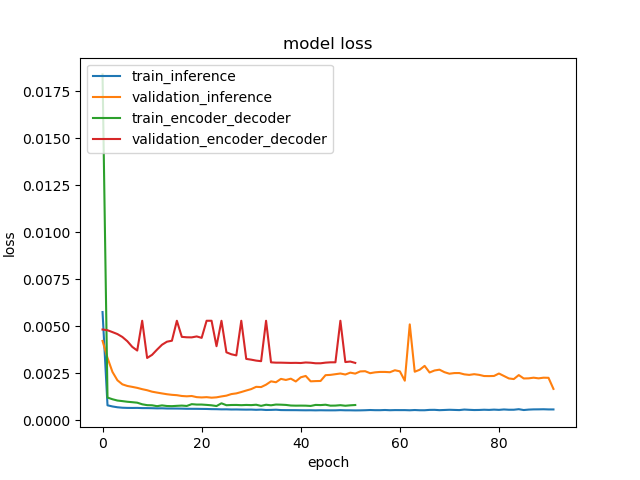 model loss
train_inference
validation_inference
train_encoder_decoder
validation_encoder_decoder
loss
0.0175
0.0150
0.0125
0.0100
0.0075
0.0050
0.0025
0.0000
0 20 40 60 80
epoch